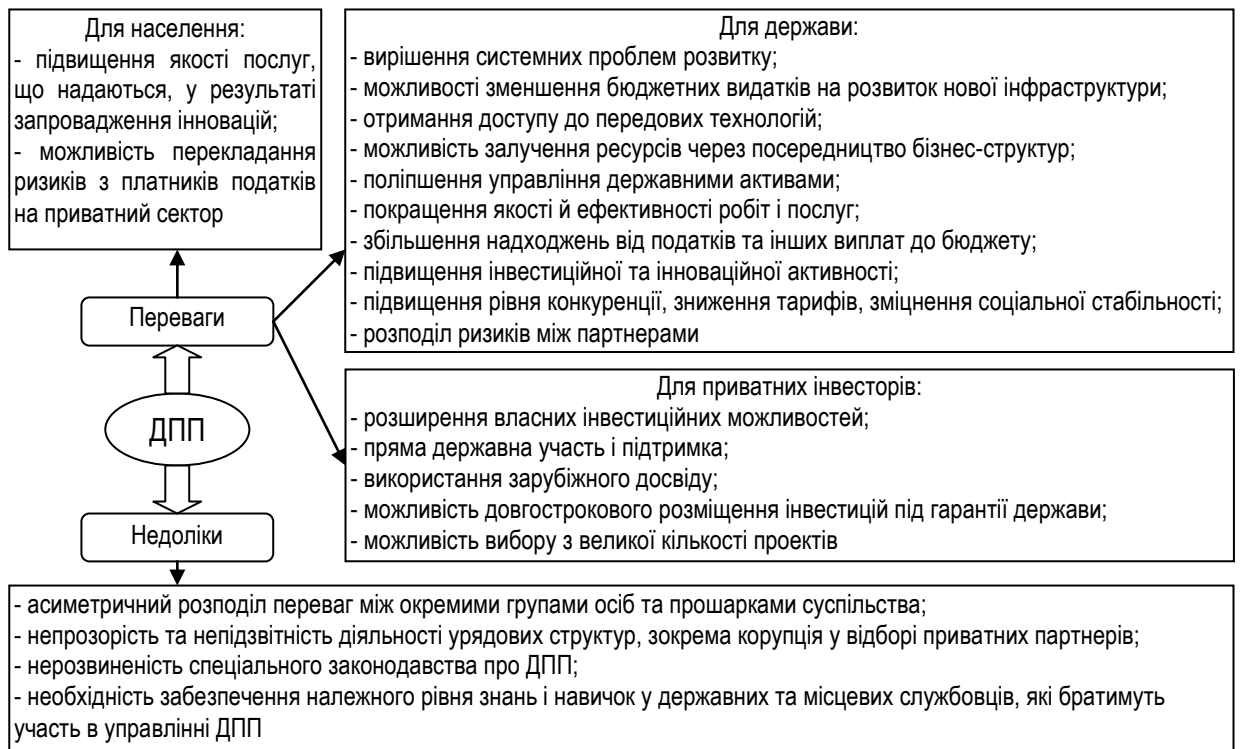 Для населення:
- підвищення якості послуг,
що надаються, у результаті
запровадження інновацій;
- можливість перекладання
ризиків з платників податків
на приватний сектор
Для держави:
- вирішення системних проблем розвитку;
- можливості зменшення бюджетних видатків на розвиток нової інфраструктури;
- отримання доступу до передових технологій;
- можливість залучення ресурсів через посередництво бізнес-структур;
- поліпшення управління державними активами;
- покращення якості й ефективності робіт і послуг;
- збільшення надходжень від податків та інших виплат до бюджету;
- підвищення інвестиційної та інноваційної активності;
- підвищення рівня конкуренції, зниження тарифів, зміцнення соціальної стабільності;
- розподіл ризиків між партнерами
Переваги
Для приватних інвесторів:
- розширення власних інвестиційних можливостей;
- пряма державна участь і підтримка;
- використання зарубіжного досвіду;
- можливість довгострокового розміщення інвестицій під гарантії держави;
- можливість вибору з великої кількості проектів
ДПП
Недоліки
- асиметричний розподіл переваг між окремими групами осіб та прошарками суспільства;
- непрозорість та непідзвітність діяльності урядових структур, зокрема корупція у відборі приватних партнерів;
- нерозвиненість спеціального законодавства про ДПП;
- необхідність забезпечення належного рівня знань і навичок у державних та місцевих службовців, які братимуть
участь в управлінні ДПП